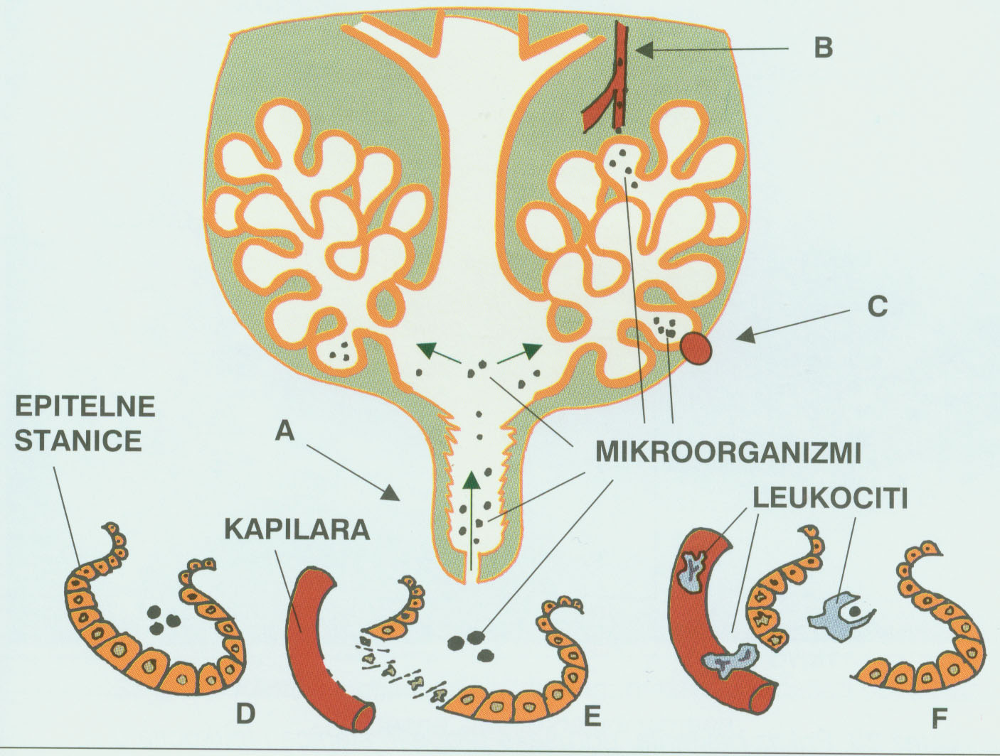 B
C
EPITELNE
STANICE
A
MIKROORGANIZMI
LEUKOCITI
KAPILARA
D
E
F